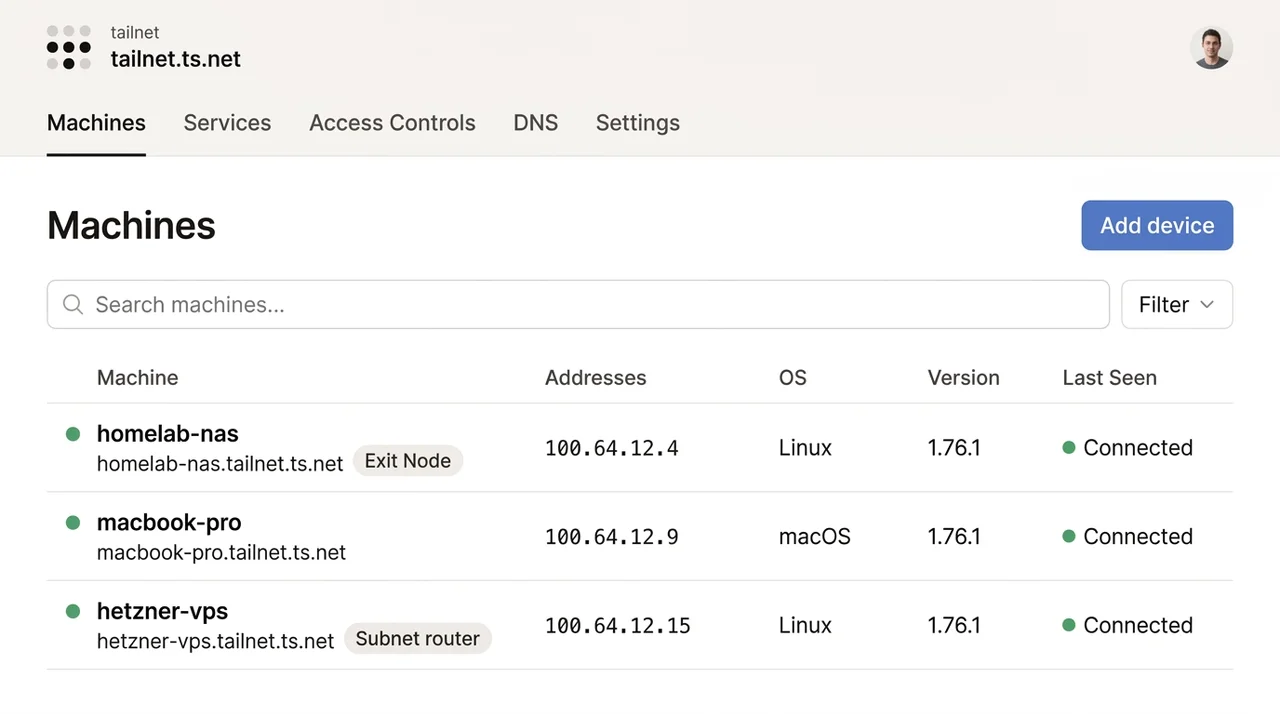 tailnet
tailnet.ts.net
Machines Services Access Controls DNS Settings
Machines
Add device
Search machines...
Filter
Machine Addresses OS Version Last Seen
homelab-nas
homelab-nas.tailnet.ts.net Exit Node 100.64.12.4 Linux 1.76.1 Connected
macbook-pro
macbook-pro.tailnet.ts.net 100.64.12.9 macOS 1.76.1 Connected
hetzner-vps
hetzner-vps.tailnet.ts.net Subnet router 100.64.12.15 Linux 1.76.1 Connected